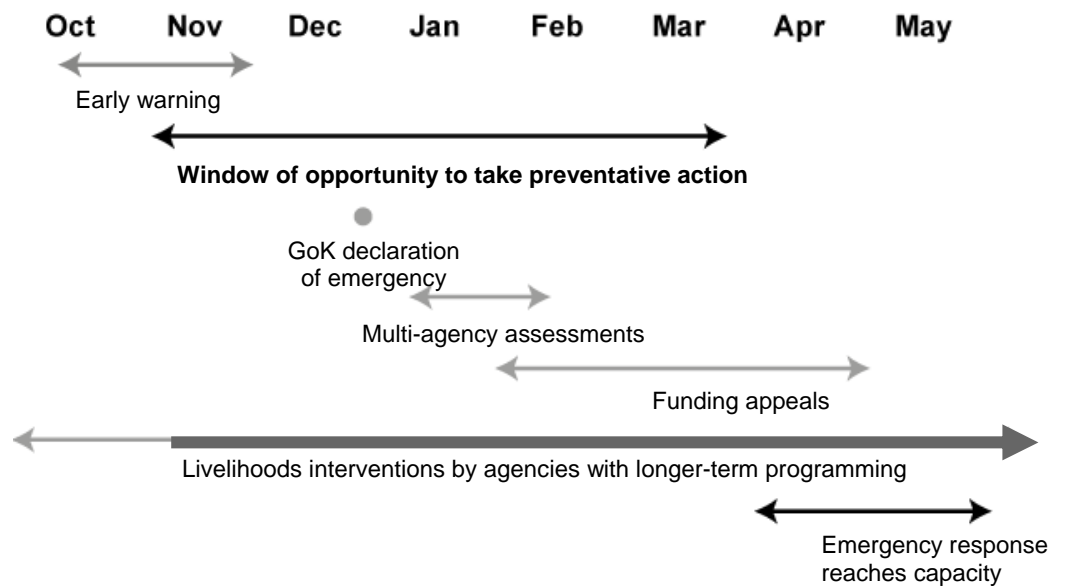 Oct Nov Dec Jan Feb Mar Apr May
Early warning
Window of opportunity to take preventative action
GoK declaration
of emergency
Multi-agency assessments
Funding appeals
Livelihoods interventions by agencies with longer-term programming
Emergency response
reaches capacity